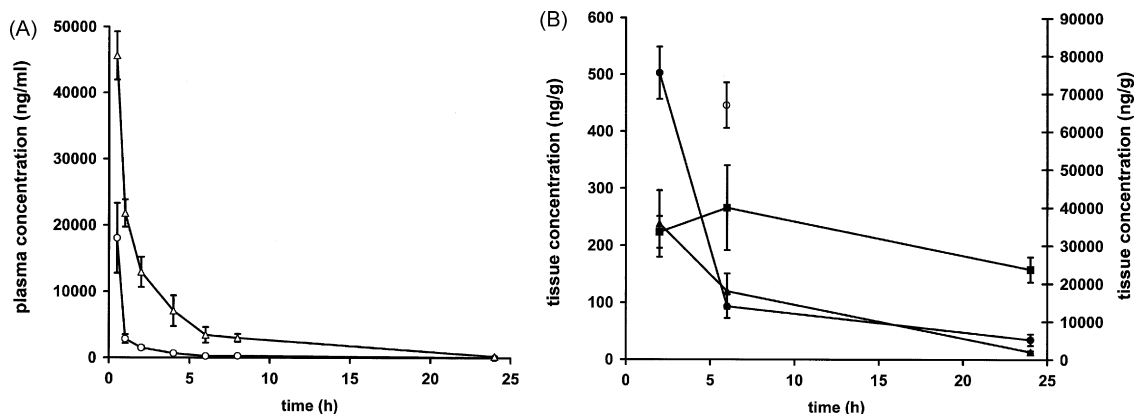 (A)
plasma concentration (ng/ml)
50000
40000
30000
20000
10000
0
0 5 10 15 20 25
time (h)
(B)
tissue concentration (ng/g)
600
500
400
300
200
100
0
0 5 10 15 20 25
time (h)
90000
80000
70000
60000
50000
40000
30000
20000
10000
0
tissue concentration (ng/g)